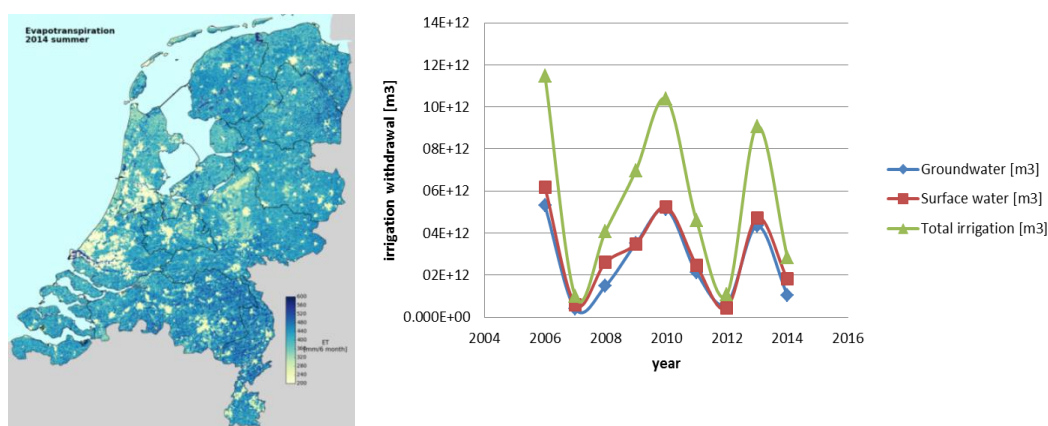 Evapotranspiration
2014 summer
600
560
520
480
440
400
360
320
280
240
200
ET
[mm/6 month]
irrigation withdrawal [m3]
14E+12
12E+12
10E+12
08E+12
06E+12
04E+12
02E+12
0.000E+00
2004
2006
2008
2010
2012
2014
2016
year
Groundwater [m3]
Surface water [m3]
Total irrigation [m3]